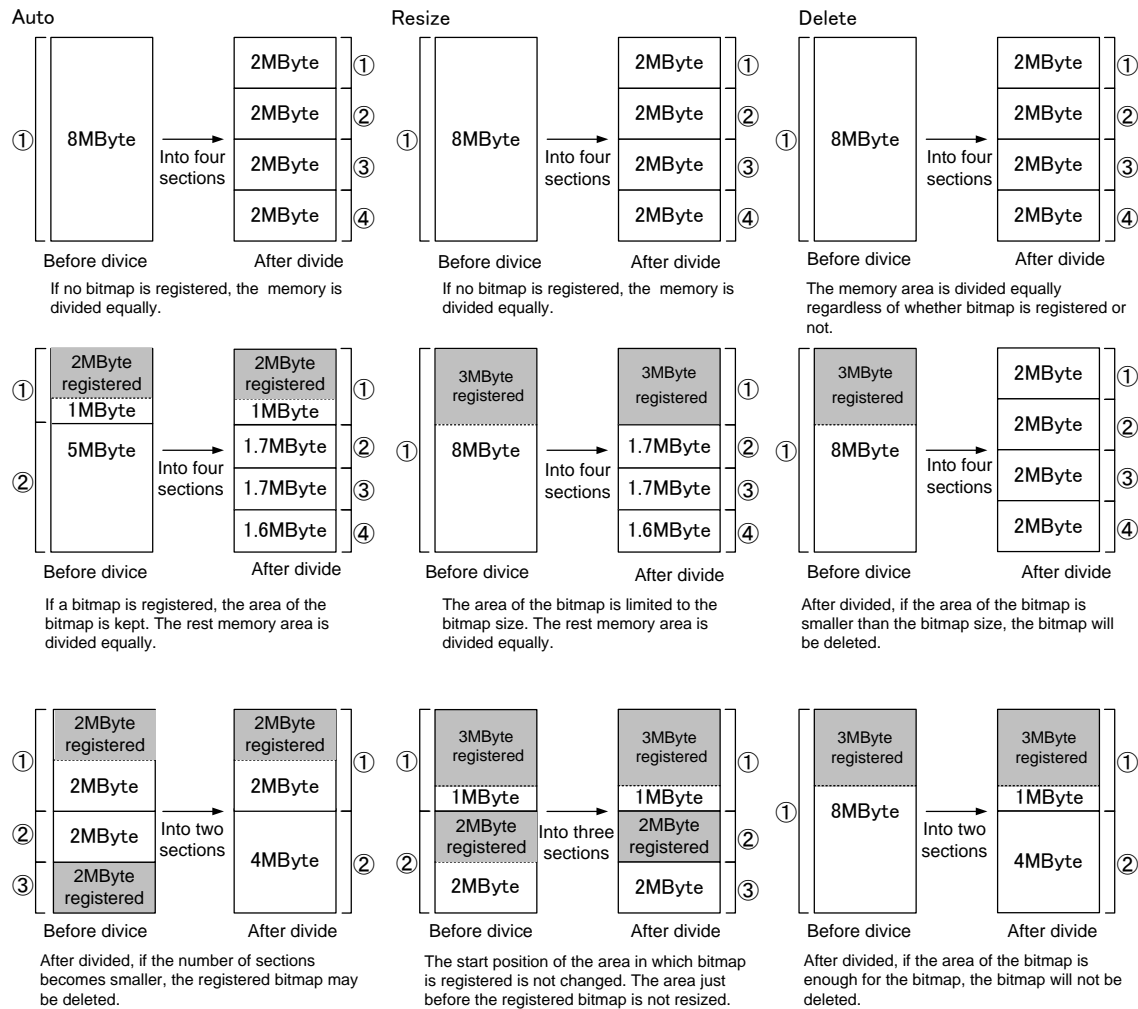 Auto
①
8MByte
Into four
sections
2MByte
①
2MByte
②
2MByte
③
2MByte
④
Before divice
After divide
If no bitmap is registered, the  memory is
divided equally.
Resize
①
8MByte
Into four
sections
2MByte
①
2MByte
②
2MByte
③
2MByte
④
Before divice
After divide
If no bitmap is registered, the  memory is
divided equally.
Delete
①
8MByte
Into four
sections
2MByte
①
2MByte
②
2MByte
③
2MByte
④
Before divice
After divide
The memory area is divided equally
regardless of whether bitmap is registered or
not.
①
2MByte
registered
1MByte
②
5MByte
Into four
sections
2MByte
registered
①
1MByte
1.7MByte
②
1.7MByte
③
1.6MByte
④
Before divice
After divide
If a bitmap is registered, the area of the
bitmap is kept. The rest memory area is
divided equally.
3MByte
registered
①
8MByte
Into four
sections
3MByte
registered
①
1.7MByte
②
1.7MByte
③
1.6MByte
④
Before divice
After divide
The area of the bitmap is limited to the
bitmap size. The rest memory area is
divided equally.
3MByte
registered
①
8MByte
Into four
sections
2MByte
①
2MByte
②
2MByte
③
2MByte
④
Before divice
After divide
After divided, if the area of the bitmap is
smaller than the bitmap size, the bitmap will
be deleted.
2MByte
registered
①
2MByte
②
2MByte
③
2MByte
registered
Into two
sections
2MByte
registered
①
2MByte
4MByte
②
Before divice
After divide
After divided, if the number of sections
becomes smaller, the registered bitmap may
be deleted.
3MByte
registered
①
1MByte
2MByte
registered
②
2MByte
Into three
sections
3MByte
registered
①
1MByte
2MByte
registered
②
2MByte
③
Before divice
After divide
The start position of the area in which bitmap
is registered is not changed. The area just
before the registered bitmap is not resized.
3MByte
registered
①
8MByte
Into two
sections
3MByte
registered
①
1MByte
4MByte
②
Before divice
After divide
After divided, if the area of the bitmap is
enough for the bitmap, the bitmap will not be
deleted.